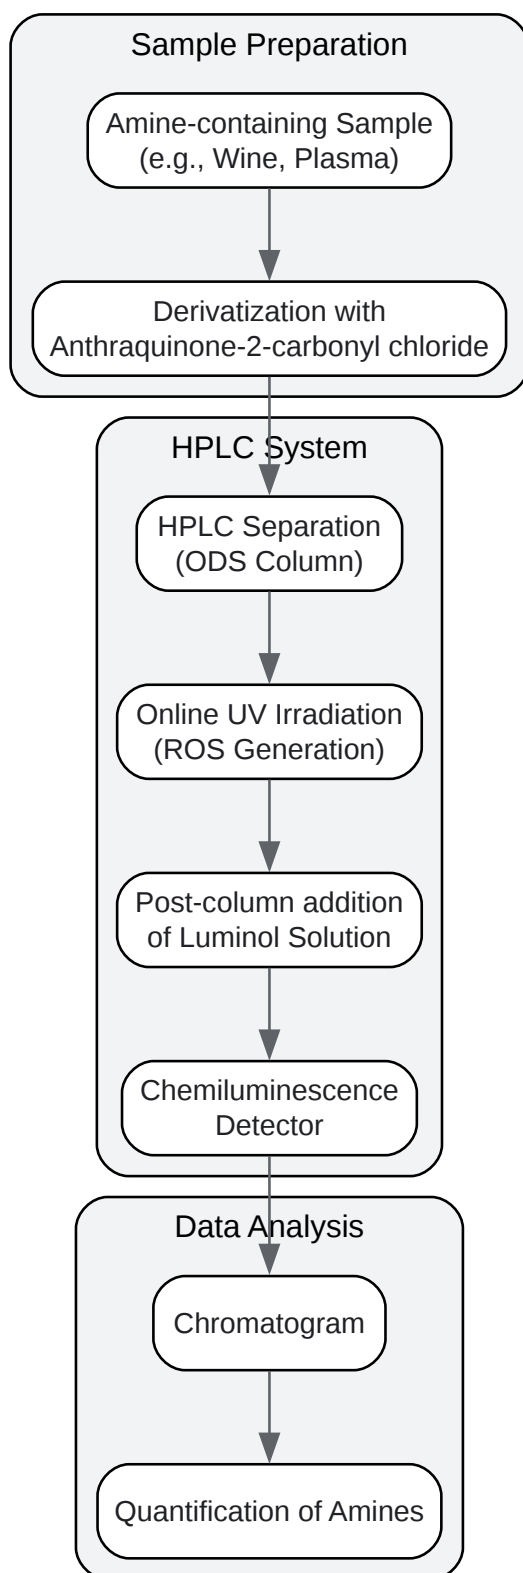 Sample Preparation
Amine-containing Sample
(e.g., Wine, Plasma)
Derivatization with
Anthraquinone-2-carbonyl chloride
HPLC System
HPLC Separation
(ODS Column)
Online UV Irradiation
(ROS Generation)
Post-column addition
of Luminol Solution
Chemiluminescence
Detector
Data Analysis
Chromatogram
Quantification of Amines